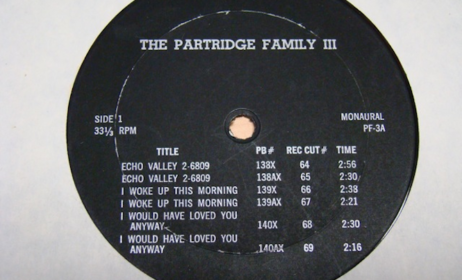 THE PARTRIDGE FAMILY III
SIDE 1 MONAURAL
33⅓ RPM PF-3A
TITLE PB# REC CUT# TIME
ECHO VALLEY 2-6809 138X 64 2:56
ECHO VALLEY 2-6809 138AX 65 2:30
I WOKE UP THIS MORNING 139X 66 2:38
I WOKE UP THIS MORNING 139AX 67 2:21
I WOULD HAVE LOVED YOU
ANYWAY 140X 68 2:30
I WOULD HAVE LOVED YOU
ANYWAY 140AX 69 2:16